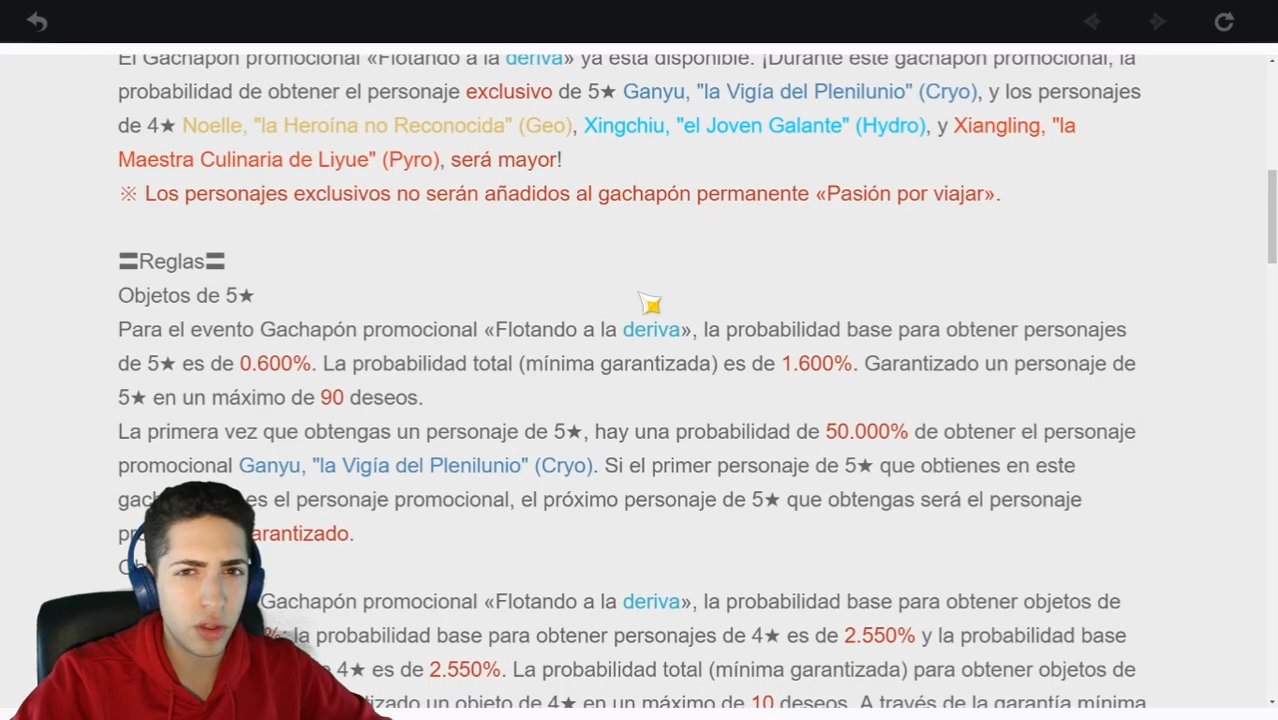 El Gachapón promocional «Flotando a la deriva» ya está disponible. ¡Durante este gachapón promocional, la
probabilidad de obtener el personaje exclusivo de 5★ Ganyu, "la Vigía del Plenilunio" (Cryo), y los personajes
de 4★ Noelle, "la Heroína no Reconocida" (Geo), Xingchiu, "el Joven Galante" (Hydro), y Xiangling, "la
Maestra Culinaria de Liyue" (Pyro), será mayor!
※ Los personajes exclusivos no serán añadidos al gachapón permanente «Pasión por viajar».
〓Reglas〓
Objetos de 5★
Para el evento Gachapón promocional «Flotando a la deriva», la probabilidad base para obtener personajes
de 5★ es de 0.600%. La probabilidad total (mínima garantizada) es de 1.600%. Garantizado un personaje de
5★ en un máximo de 90 deseos.
La primera vez que obtengas un personaje de 5★, hay una probabilidad de 50.000% de obtener el personaje
promocional Ganyu, "la Vigía del Plenilunio" (Cryo). Si el primer personaje de 5★ que obtienes en este
es el personaje promocional, el próximo personaje de 5★ que obtengas será el personaje
arantizado.
Gachapón promocional «Flotando a la deriva», la probabilidad base para obtener objetos de
%; la probabilidad base para obtener personajes de 4★ es de 2.550% y la probabilidad base
4★ es de 2.550%. La probabilidad total (mínima garantizada) para obtener objetos de
tizado un objeto de 4★ en un máximo de 10 deseos. A través de la garantía mínima